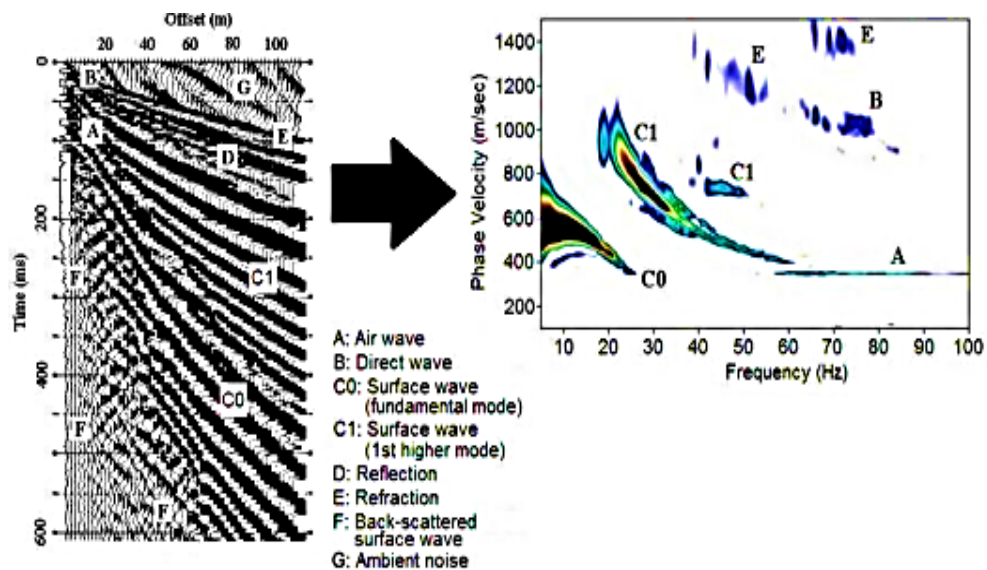 Offset (m)
20 40 60 80 100
Time (ms)
0
200
400
600
B
G
A
E
D
F
C1
C0
F
F
A: Air wave
B: Direct wave
C0: Surface wave
(fundamental mode)
C1: Surface wave
(1st higher mode)
D: Reflection
E: Refraction
F: Back-scattered
surface wave
G: Ambient noise
Phase Velocity (m/sec)
1400
1200
1000
800
600
400
200
E
E
B
C1
C1
A
C0
10 20 30 40 50 60 70 80 90 100
Frequency (Hz)